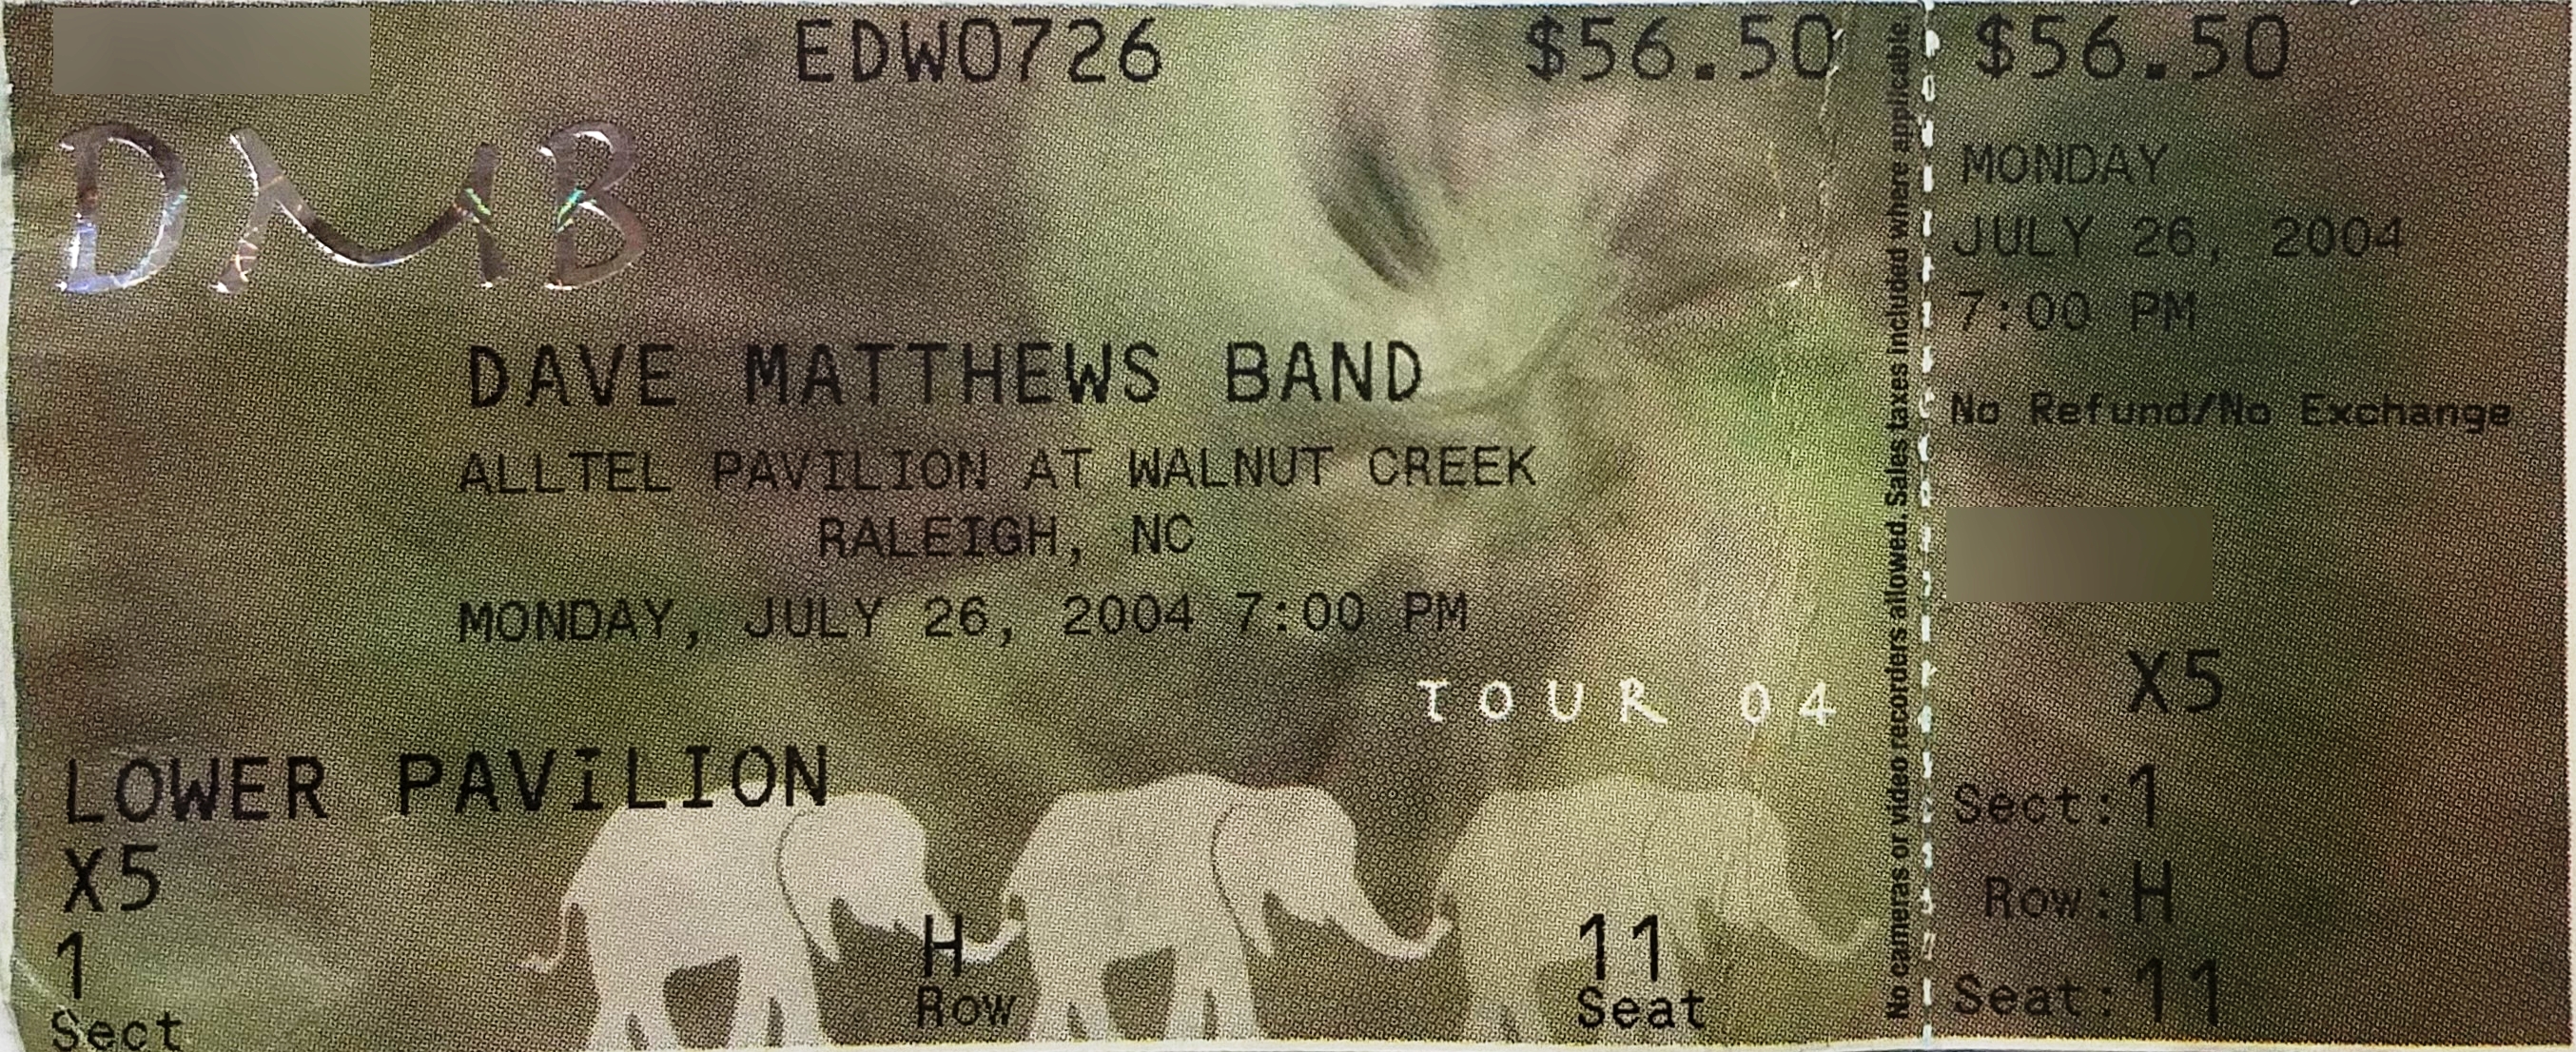 EDW0726 $56.50
DMB
DAVE MATTHEWS BAND
ALLTEL PAVILION AT WALNUT CREEK
RALEIGH, NC
MONDAY, JULY 26, 2004 7:00 PM
TOUR 04
LOWER PAVILION
X5
1 H 11
Sect Row Seat
No cameras or video recorders allowed. Sales taxes included where applicable.
$56.50
MONDAY
JULY 26, 2004
7:00 PM
No Refund/No Exchange
X5
Sect: 1
Row: H
Seat: 11